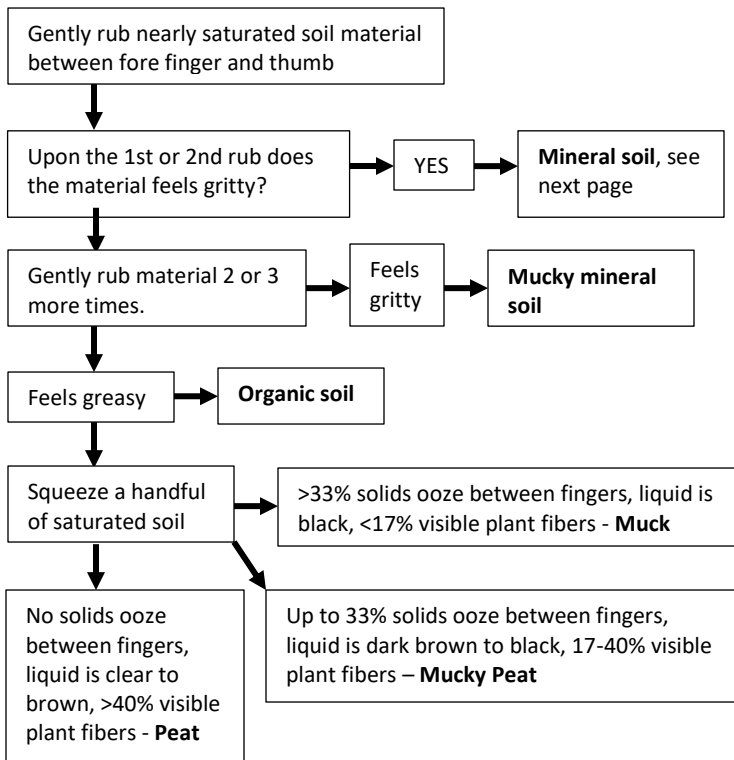 Gently rub nearly saturated soil material
between fore finger and thumb
Upon the 1st or 2nd rub does
the material feels gritty?
YES
Mineral soil, see
next page
Gently rub material 2 or 3
more times.
Feels
gritty
Mucky mineral
soil
Feels greasy
Organic soil
Squeeze a handful
of saturated soil
>33% solids ooze between fingers, liquid is
black, <17% visible plant fibers - Muck
No solids ooze
between fingers,
liquid is clear to
brown, >40% visible
plant fibers - Peat
Up to 33% solids ooze between fingers,
liquid is dark brown to black, 17-40% visible
plant fibers – Mucky Peat